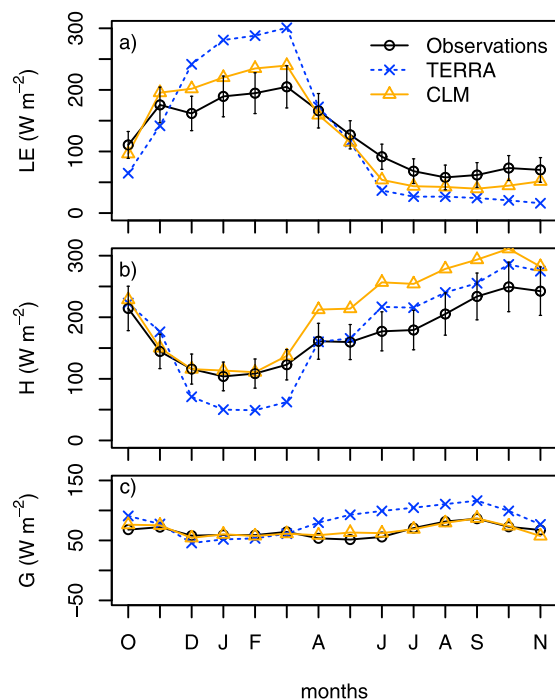 a)
Observations
TERRA
CLM
LE (W m⁻²)
300
200
100
0
b)
H (W m⁻²)
300
200
100
0
c)
G (W m⁻²)
150
50
−50
O D J F A J J A S N
months